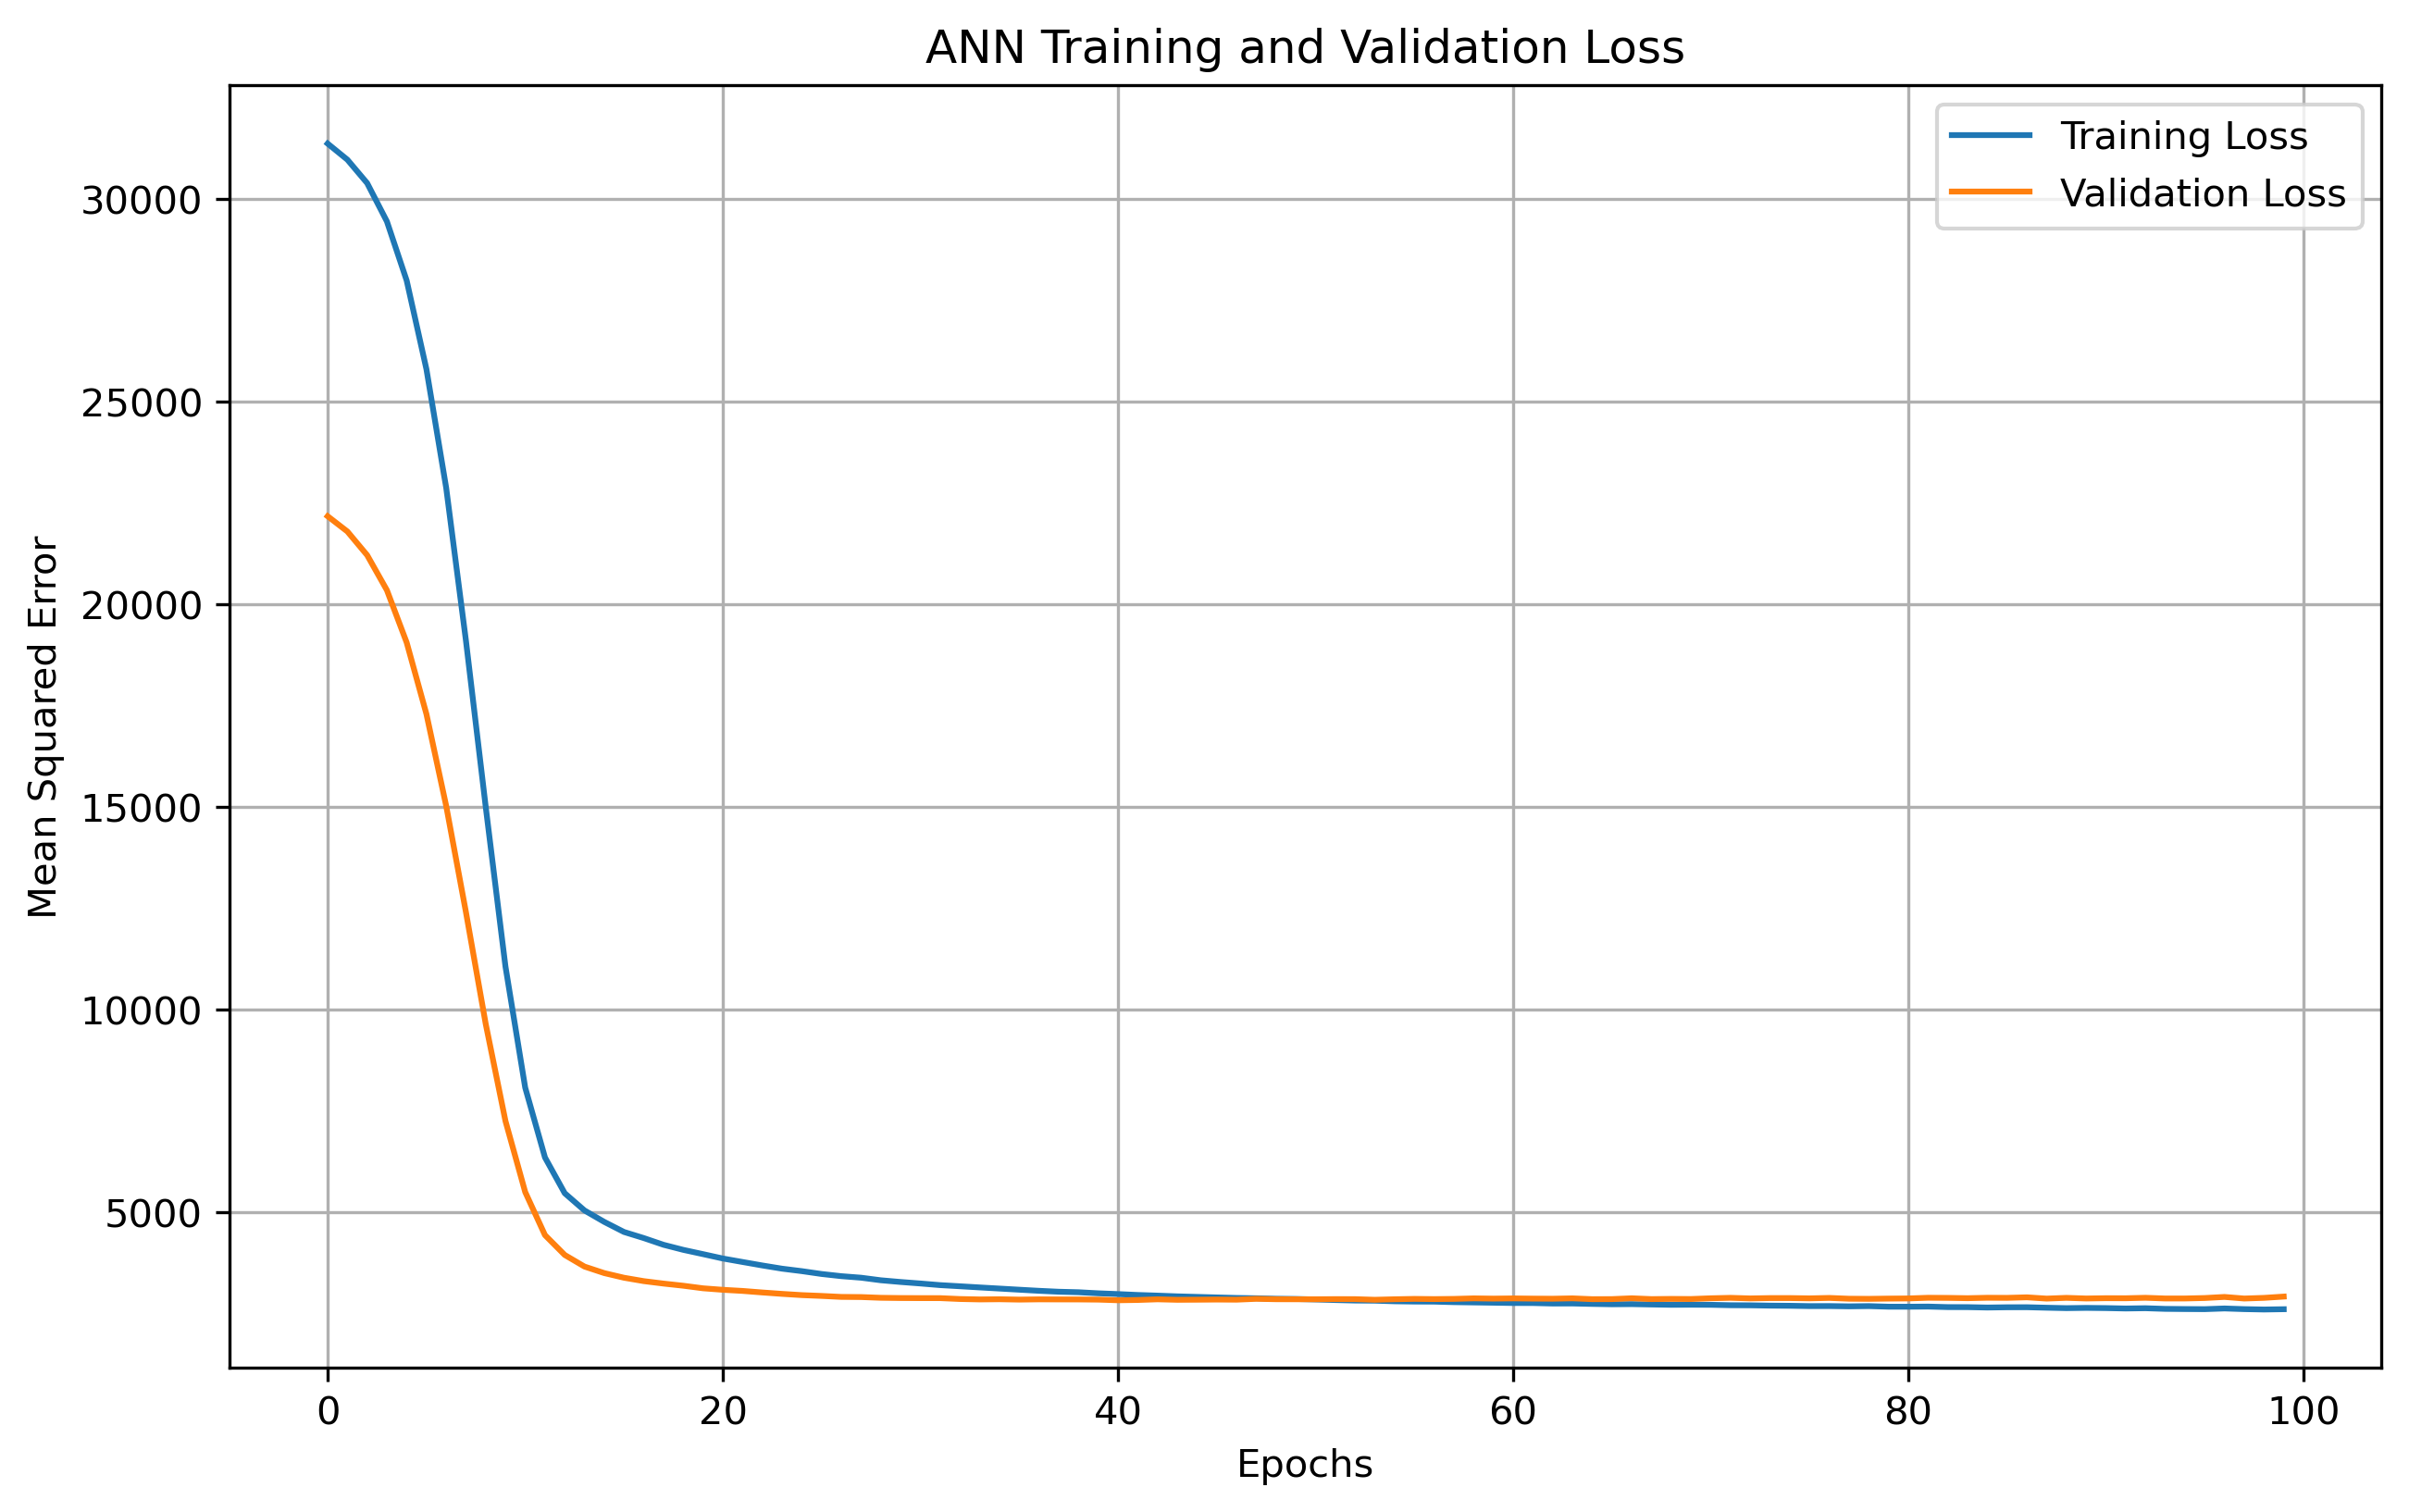 ANN Training and Validation Loss
Training Loss
Validation Loss
Mean Squared Error
30000
25000
20000
15000
10000
5000
0
20
40
60
80
100
Epochs